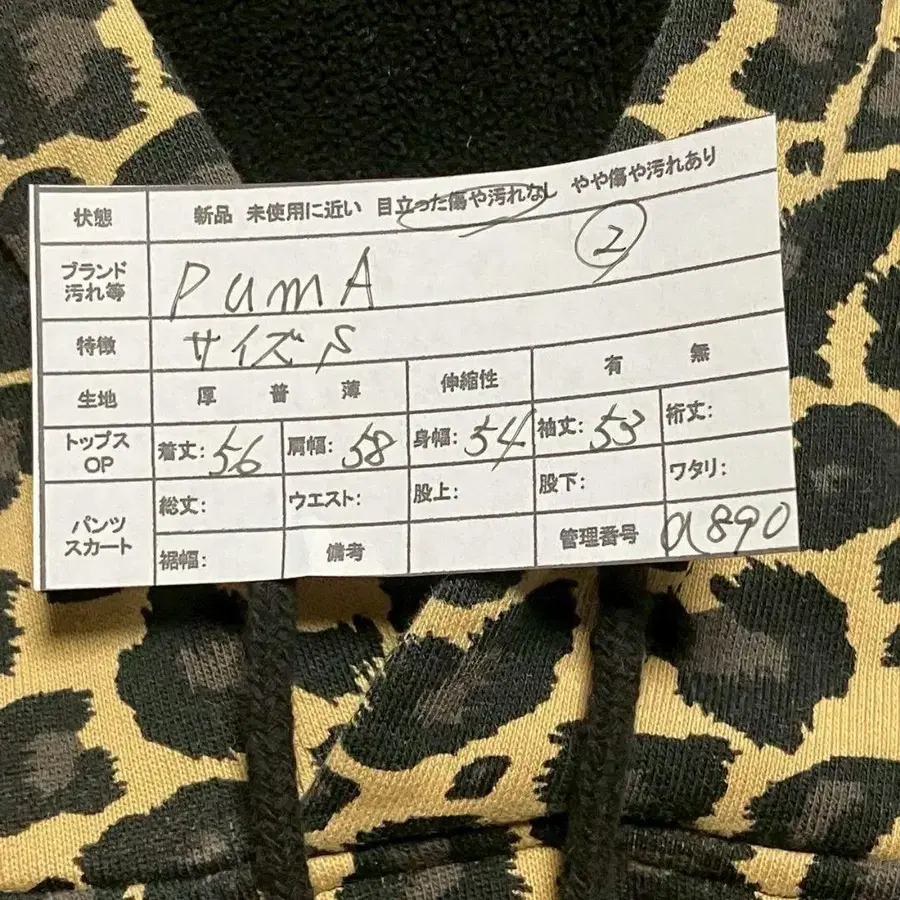 状態 新品 未使用に近い 目立った傷や汚れなし やや傷や汚れあり
ブランド
汚れ等 PumA ②
特徴 サイズ S
生地 厚 普 薄 伸縮性 有 無
トップス
OP 着丈: 56 肩幅: 58 身幅: 54 袖丈: 53 裄丈:
パンツ
スカート 総丈: ウエスト: 股上: 股下: ワタリ:
裾幅: 備考 管理番号 a890